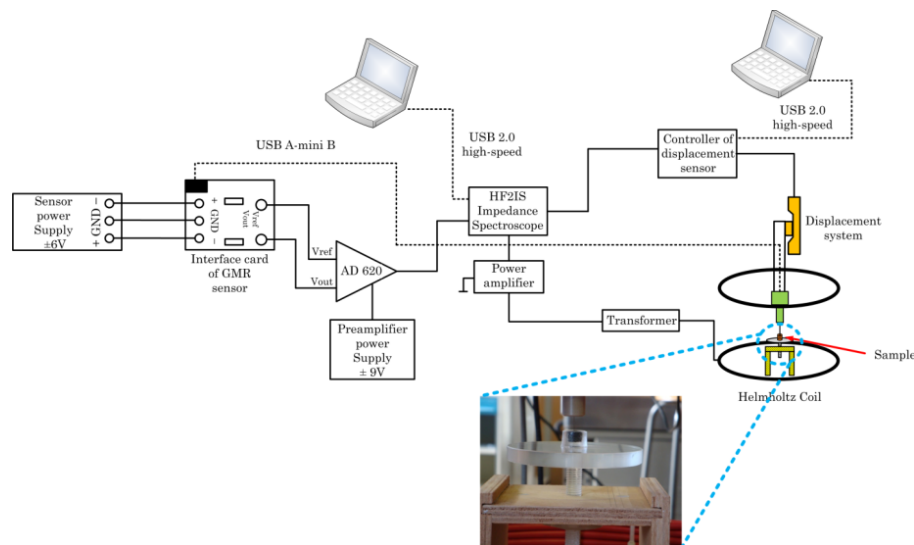 USB 2.0
high-speed
USB 2.0
high-speed
USB A-mini B
Controller of
displacement
sensor
Sensor
power
Supply
±6V
−
GND
+
+
GND
−
Vref
Vout
Interface card
of GMR
sensor
Vref
Vout
AD 620
HF2IS
Impedance
Spectroscope
Displacement
system
Power
amplifier
Preamplifier
power
Supply
± 9V
Transformer
Sample
Helmholtz Coil